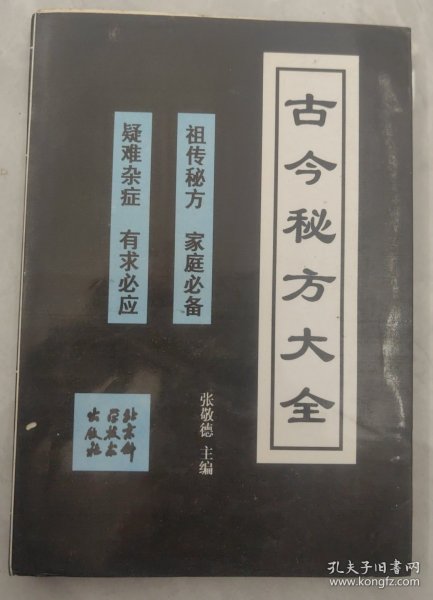 古今秘方大全
祖传秘方 家庭必备
疑难杂症 有求必应
张敬德 主编
北京科
学技术
出版社
孔夫子旧书网
www.kongfz.com